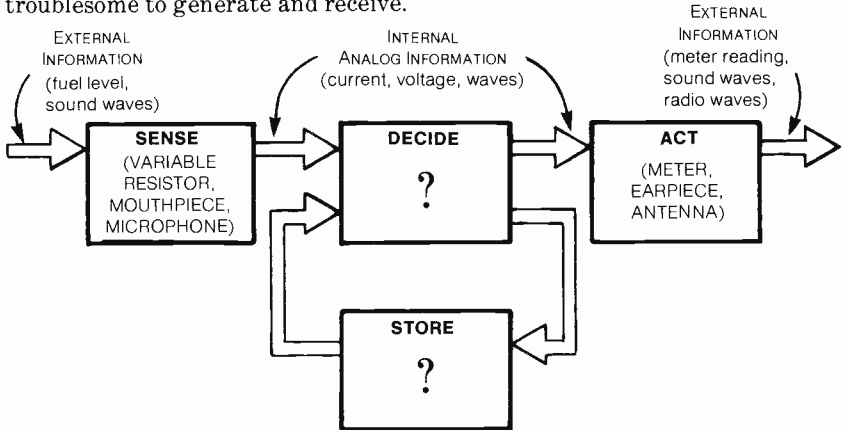 troublesome to generate and receive.
EXTERNAL
INFORMATION
(fuel level,
sound waves)
INTERNAL
ANALOG INFORMATION
(current, voltage, waves)
EXTERNAL
INFORMATION
(meter reading,
sound waves,
radio waves)
SENSE
(VARIABLE
RESISTOR,
MOUTHPIECE,
MICROPHONE)
DECIDE
?
ACT
(METER,
EARPIECE,
ANTENNA)
STORE
?